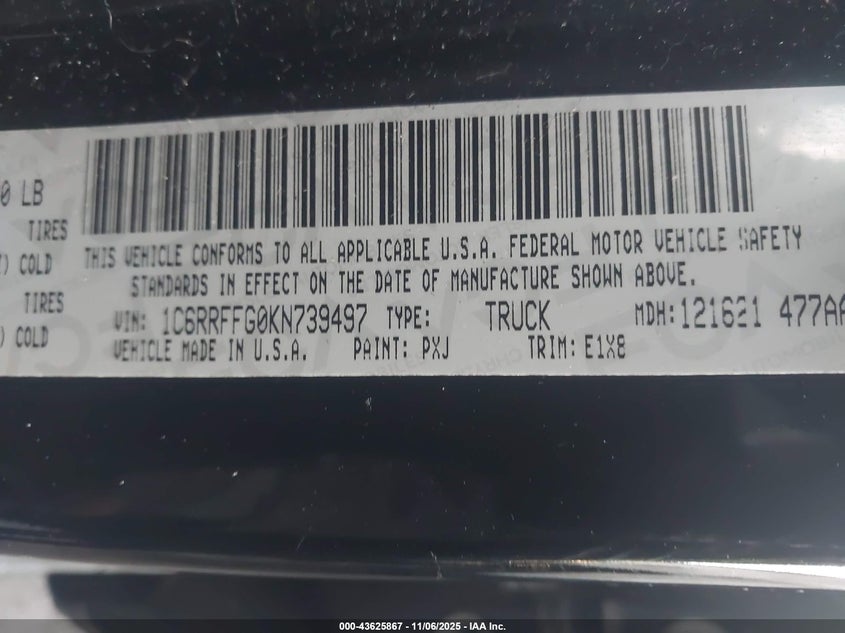 0 LB
TIRES
COLD
TIRES
COLD
THIS VEHICLE CONFORMS TO ALL APPLICABLE U.S.A. FEDERAL MOTOR VEHICLE SAFETY
STANDARDS IN EFFECT ON THE DATE OF MANUFACTURE SHOWN ABOVE.
VIN: 1C6RRFFG0KN739497 TYPE: TRUCK MDH:121621 477AA
VEHICLE MADE IN U.S.A. PAINT: PXJ TRIM: E1X8
000-43625867 - 11/06/2025 - IAA Inc.